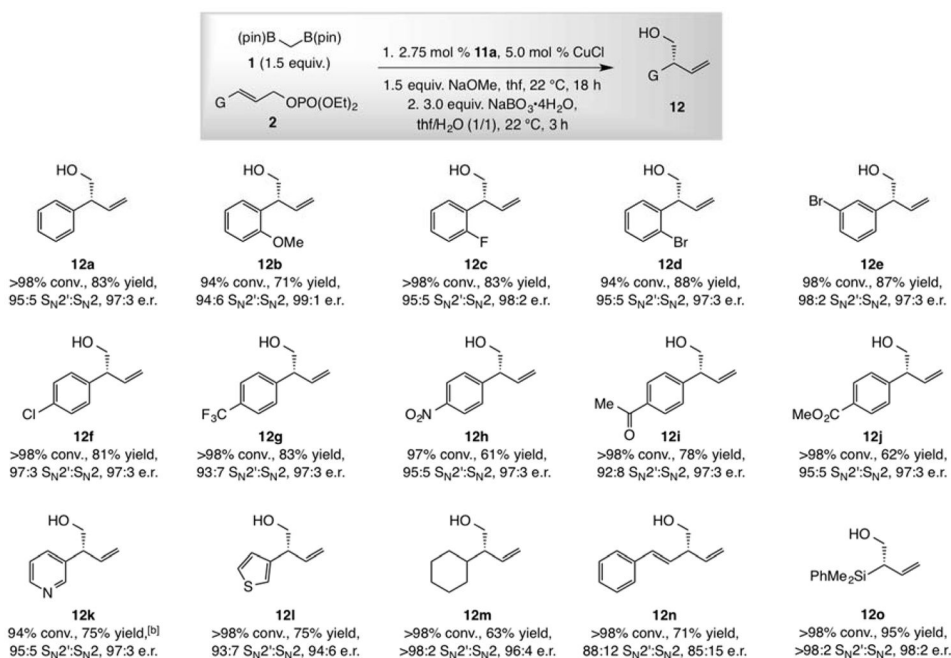 (pin)B B(pin)
1 (1.5 equiv.)
G OPO(OEt)2
2
1. 2.75 mol % 11a, 5.0 mol % CuCl
1.5 equiv. NaOMe, thf, 22 °C, 18 h
2. 3.0 equiv. NaBO3•4H2O,
thf/H2O (1/1), 22 °C, 3 h
HO
G
12
HO
12a
>98% conv., 83% yield,
95:5 SN2':SN2, 97:3 e.r.
HO
OMe
12b
94% conv., 71% yield,
94:6 SN2':SN2, 99:1 e.r.
HO
F
12c
>98% conv., 83% yield,
95:5 SN2':SN2, 98:2 e.r.
HO
Br
12d
94% conv., 88% yield,
95:5 SN2':SN2, 97:3 e.r.
HO
Br
12e
98% conv., 87% yield,
98:2 SN2':SN2, 97:3 e.r.
HO
Cl
12f
>98% conv., 81% yield,
97:3 SN2':SN2, 97:3 e.r.
HO
F3C
12g
>98% conv., 83% yield,
93:7 SN2':SN2, 97:3 e.r.
HO
O2N
12h
97% conv., 61% yield,
95:5 SN2':SN2, 97:3 e.r.
HO
Me
O
12i
>98% conv., 78% yield,
92:8 SN2':SN2, 97:3 e.r.
HO
MeO2C
12j
>98% conv., 62% yield,
95:5 SN2':SN2, 97:3 e.r.
HO
N
12k
94% conv., 75% yield,[b]
95:5 SN2':SN2, 97:3 e.r.
HO
S
12l
>98% conv., 75% yield,
93:7 SN2':SN2, 94:6 e.r.
HO
12m
>98% conv., 63% yield,
>98:2 SN2':SN2, 96:4 e.r.
HO
12n
>98% conv., 71% yield,
88:12 SN2':SN2, 85:15 e.r.
HO
PhMe2Si
12o
>98% conv., 95% yield,
>98:2 SN2':SN2, 98:2 e.r.